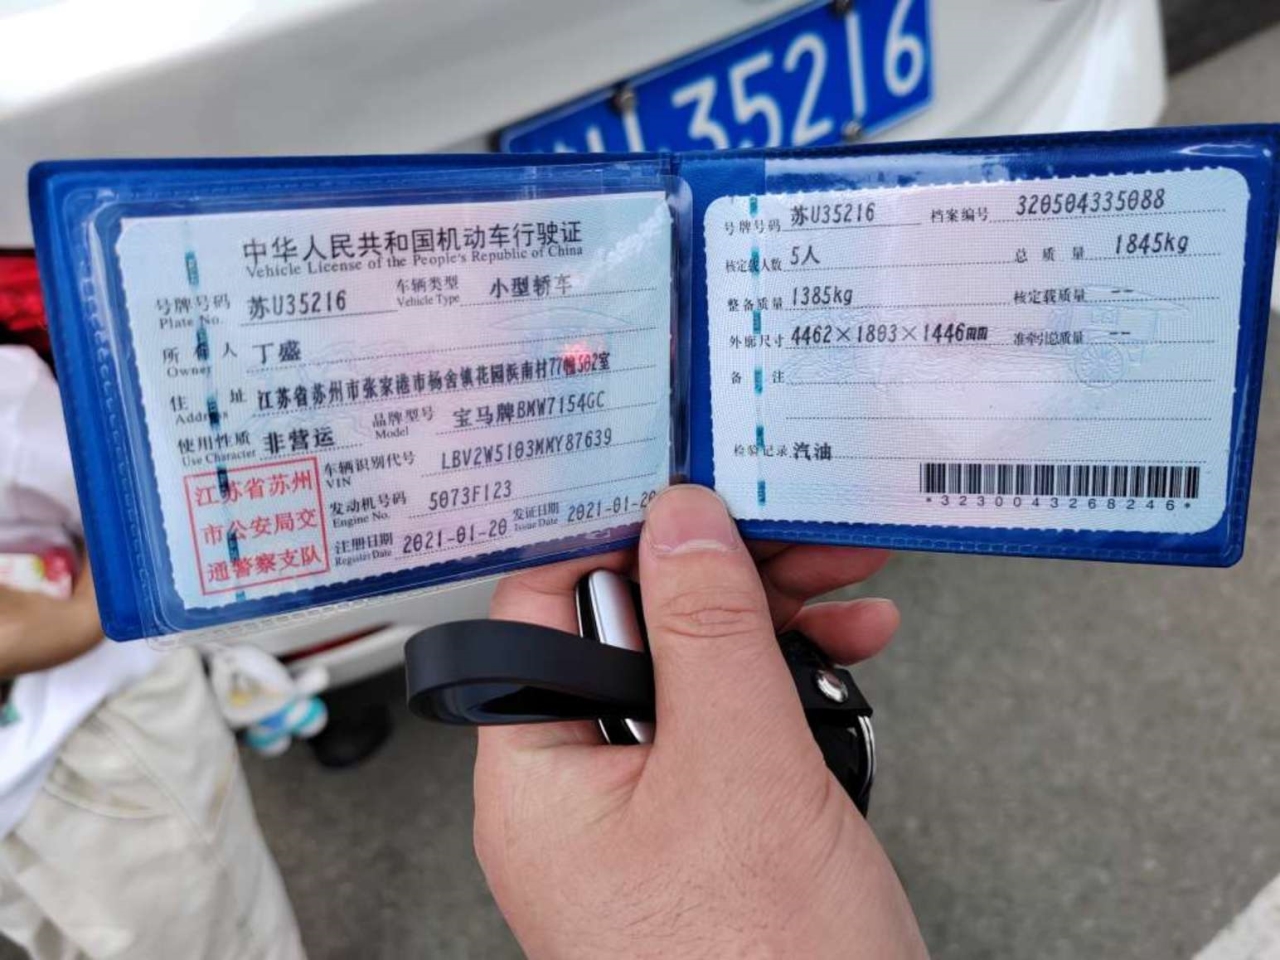 35216
中华人民共和国机动车行驶证
Vehicle License of the People's Republic of China
号牌号码 苏U35216 车辆类型 小型轿车
Plate No. Vehicle Type
所有人 丁盛
Owner
住址 江苏省苏州市张家港市杨舍镇花园浜南村77幢502室
Address
使用性质 非营运 品牌型号 宝马牌BMW7154GC
Use Character Model
车辆识别代号 LBV2W5103MMY87639
VIN
发动机号码 5073F123
Engine No.
注册日期 2021-01-20 发证日期 2021-01-20
Register Date Issue Date
江苏省苏州
市公安局交
通警察支队
号牌号码 苏U35216 档案编号 320504335088
核定载人数 5人 总质量 1845kg
整备质量 1385kg 核定载质量 --
外廓尺寸 4462×1803×1446mm 准牵引总质量 --
备注
检验记录 汽油
*3230043268246*